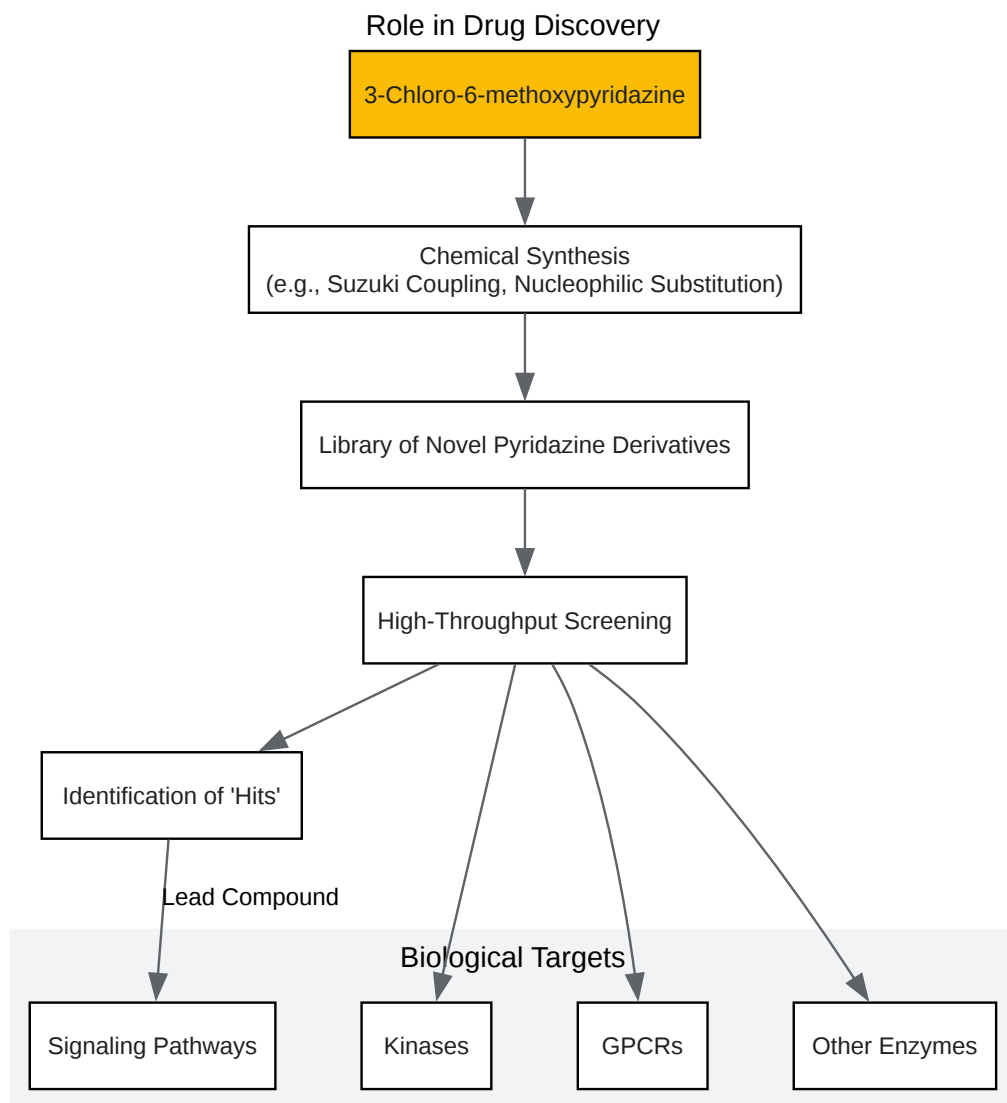 Role in Drug Discovery
3-Chloro-6-methoxypyridazine
Chemical Synthesis
(e.g., Suzuki Coupling, Nucleophilic Substitution)
Library of Novel Pyridazine Derivatives
High-Throughput Screening
Identification of 'Hits'
Lead Compound
Biological Targets
Signaling Pathways
Kinases
GPCRs
Other Enzymes